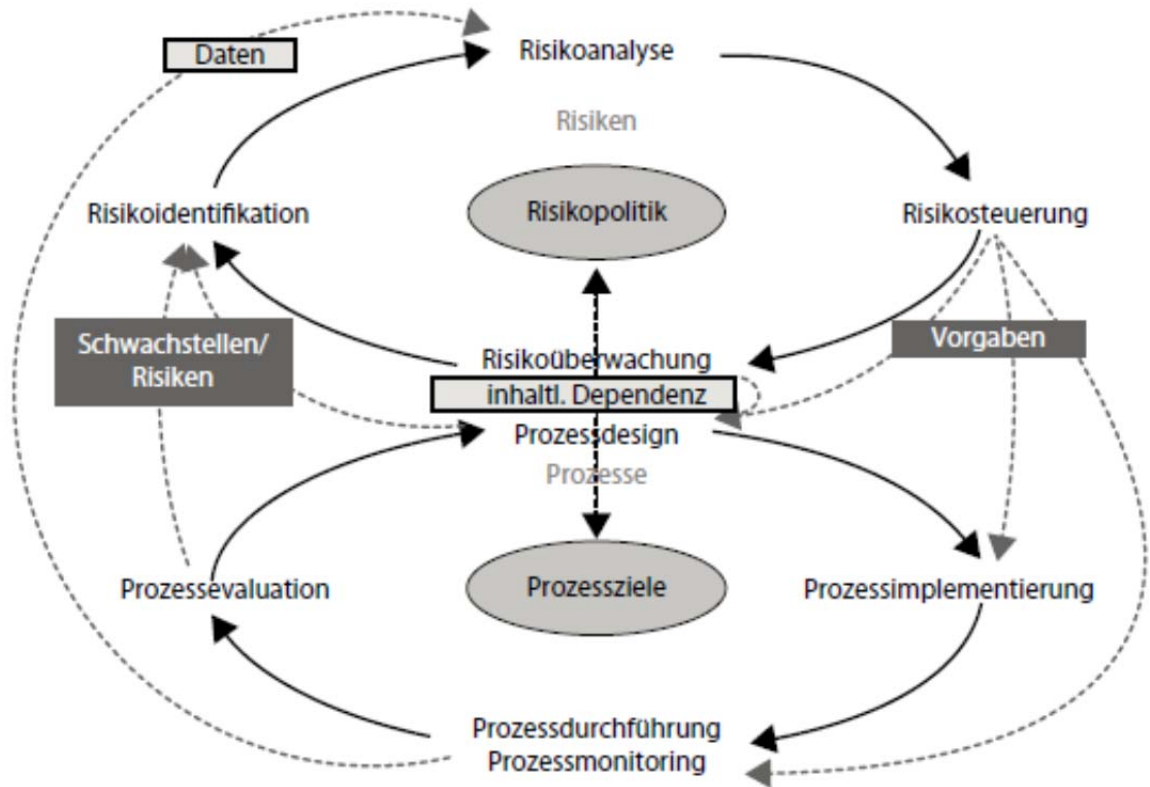 Daten
Risikoanalyse
Risiken
Risikoidentifikation
Risikopolitik
Risikosteuerung
Schwachstellen/
Risiken
Vorgaben
Risikoüberwachung
inhaltl. Dependenz
Prozessdesign
Prozesse
Prozessevaluation
Prozessziele
Prozessimplementierung
Prozessdurchführung
Prozessmonitoring